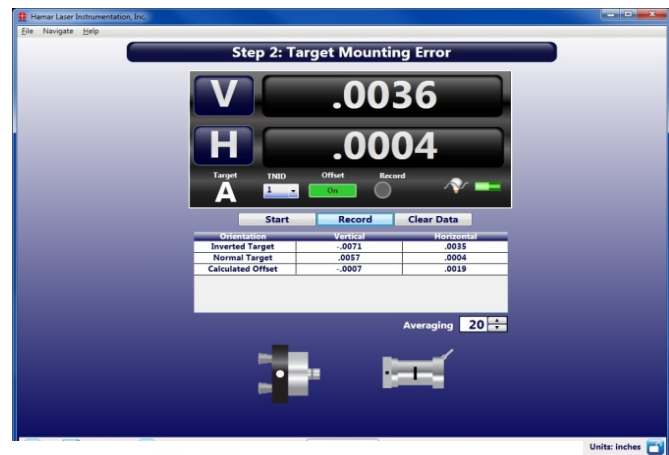 Hamar Laser Instrumentation, Inc.
File Navigate Help
Step 2: Target Mounting Error
V .0036
H .0004
Target TNID Offset Record
A 1 On
Start Record Clear Data
Orientation Vertical Horizontal
Inverted Target -.0071 .0035
Normal Target .0057 .0004
Calculated Offset -.0007 .0019
Averaging 20
Units: inches